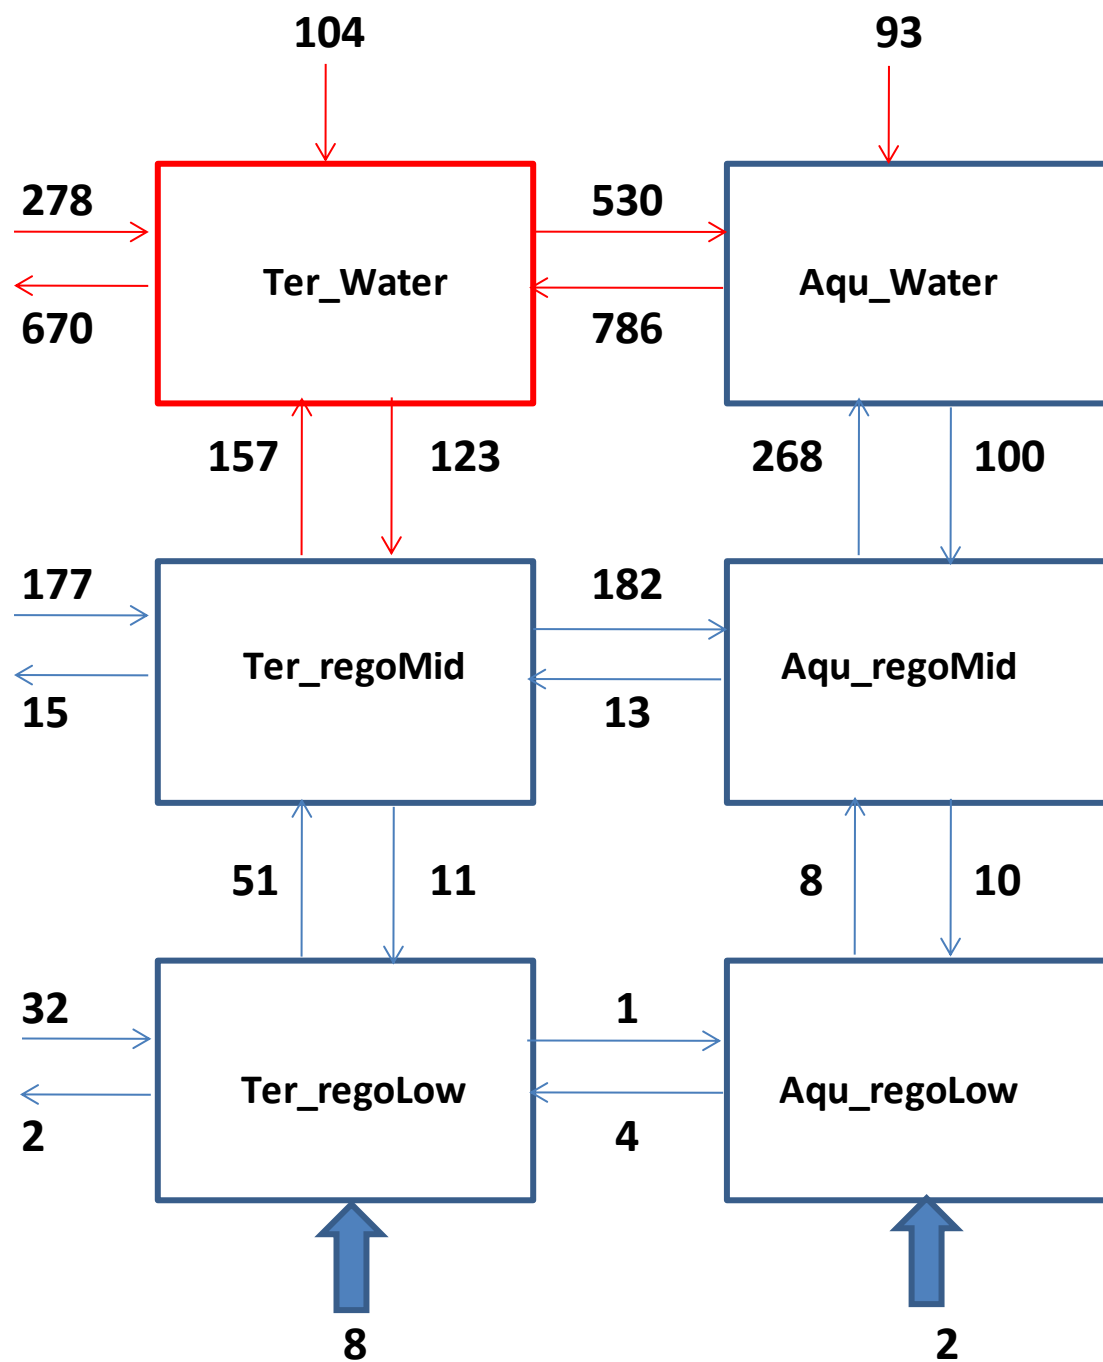 104 93
278 530
Ter_Water Aqu_Water
670 786
157 123 268 100
177 182
Ter_regoMid Aqu_regoMid
15 13
51 11 8 10
32 1
Ter_regoLow Aqu_regoLow
2 4
8 2